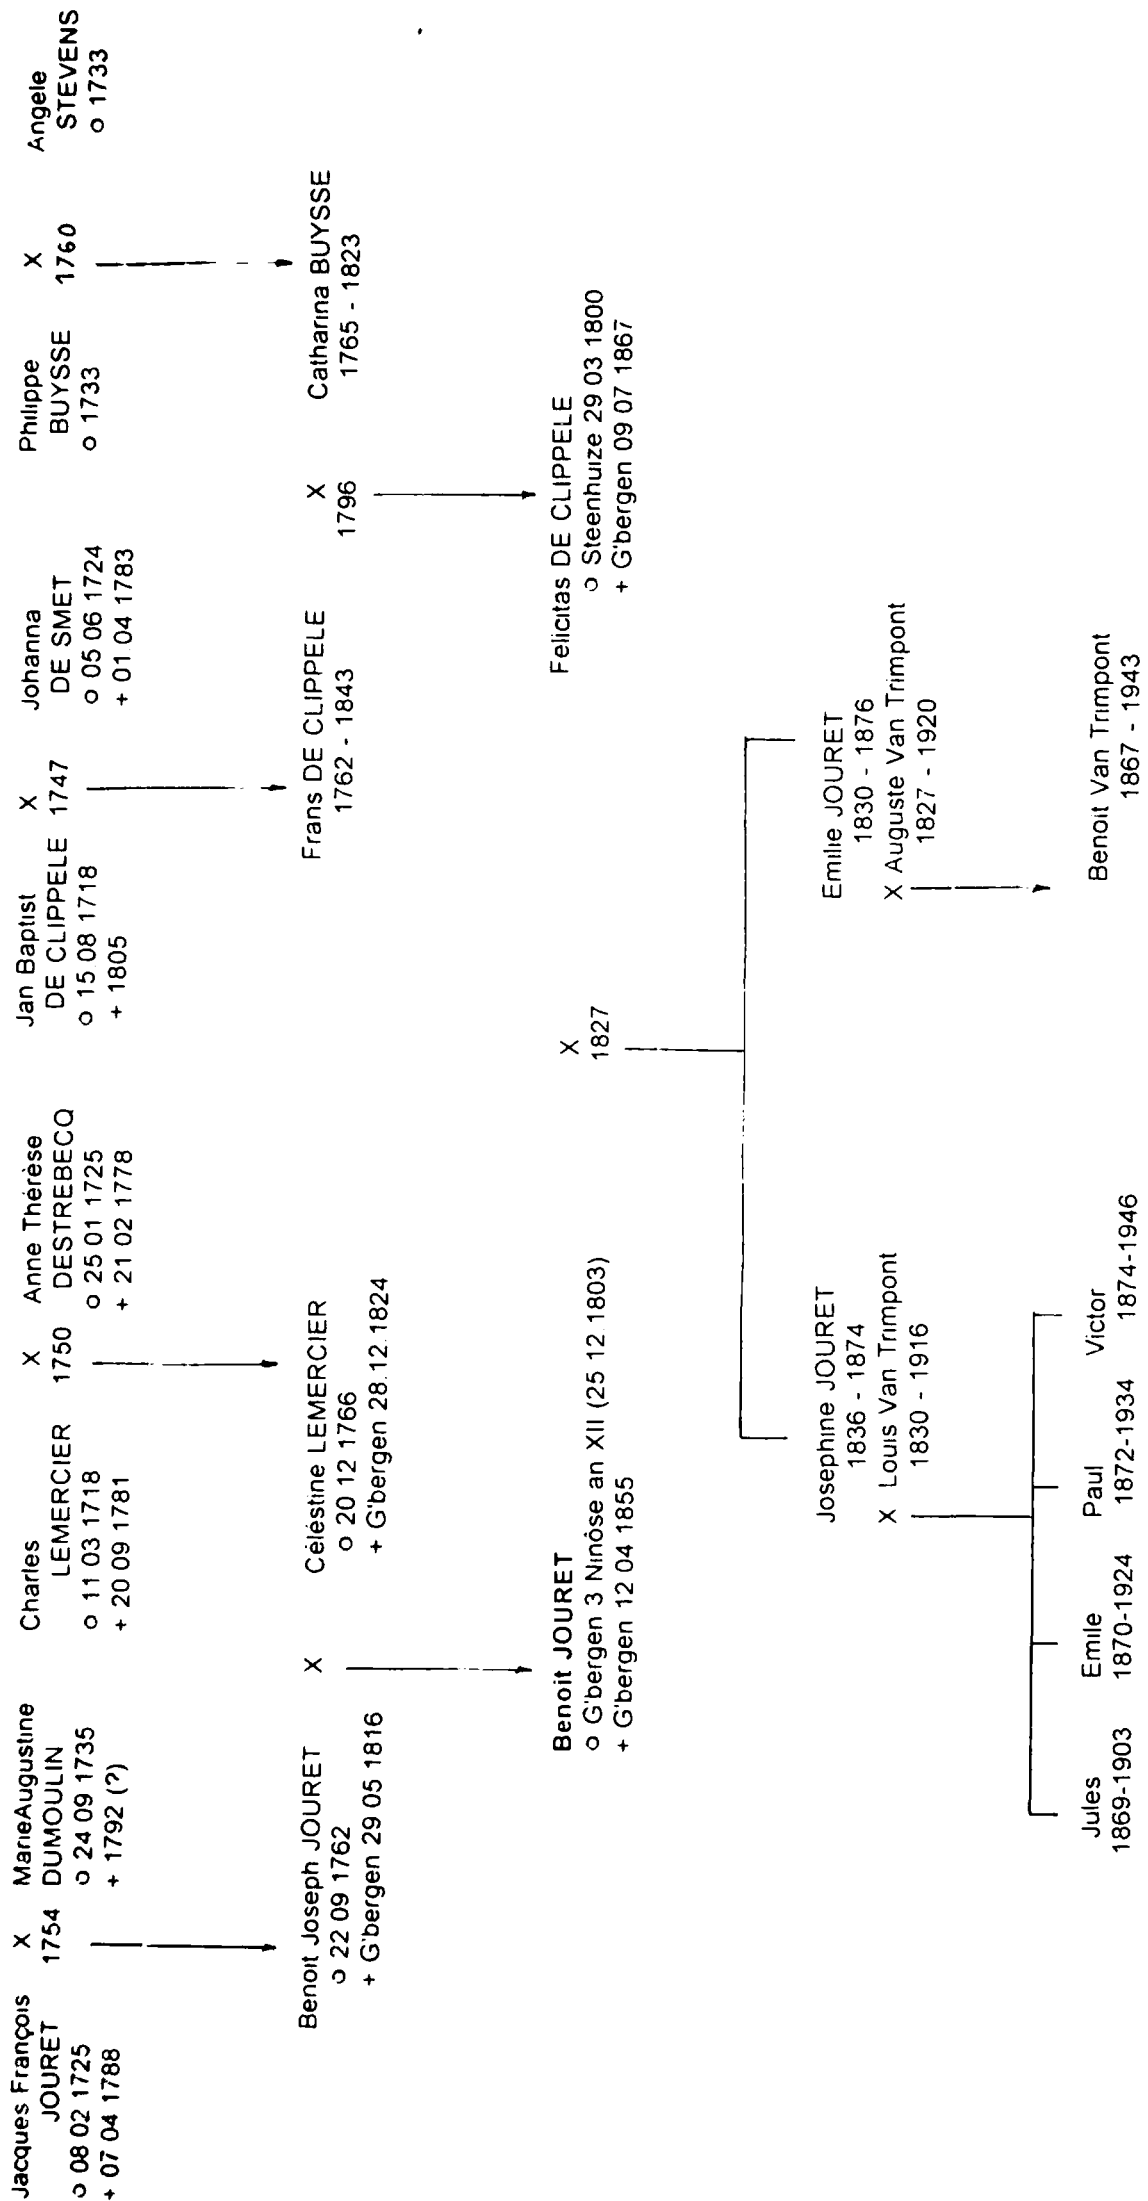 Jacques François
JOURET
o 08 02 1725
+ 07 04 1788
X
1754
MarieAugustine
DUMOULIN
o 24 09 1735
+ 1792 (?)
Charles
LEMERCIER
o 11 03 1718
+ 20 09 1781
X
1750
Anne Thérèse
DESTREBECQ
o 25 01 1725
+ 21 02 1778
Jan Baptist
DE CLIPPELE
o 15.08 1718
+ 1805
X
1747
Johanna
DE SMET
o 05 06 1724
+ 01.04 1783
Philippe
BUYSSE
o 1733
X
1760
Angele
STEVENS
o 1733
Benoit Joseph JOURET
o 22 09 1762
+ G'bergen 29 05 1816
X
Céléstine LEMERCIER
o 20 12 1766
+ G'bergen 28.12.1824
Frans DE CLIPPELE
1762 - 1843
X
1796
Catharina BUYSSE
1765 - 1823
Benoit JOURET
o G'bergen 3 Ninôse an XII (25 12.1803)
+ G'bergen 12 04 1855
X
1827
Felicitas DE CLIPPELE
o Steenhuize 29 03 1800
+ G'bergen 09 07 1867
Josephine JOURET
1836 - 1874
X Louis Van Trimpont
1830 - 1916
Emilie JOURET
1830 - 1876
X Auguste Van Trimpont
1827 - 1920
Jules
1869-1903
Emile
1870-1924
Paul
1872-1934
Victor
1874-1946
Benoit Van Trimpont
1867 - 1943